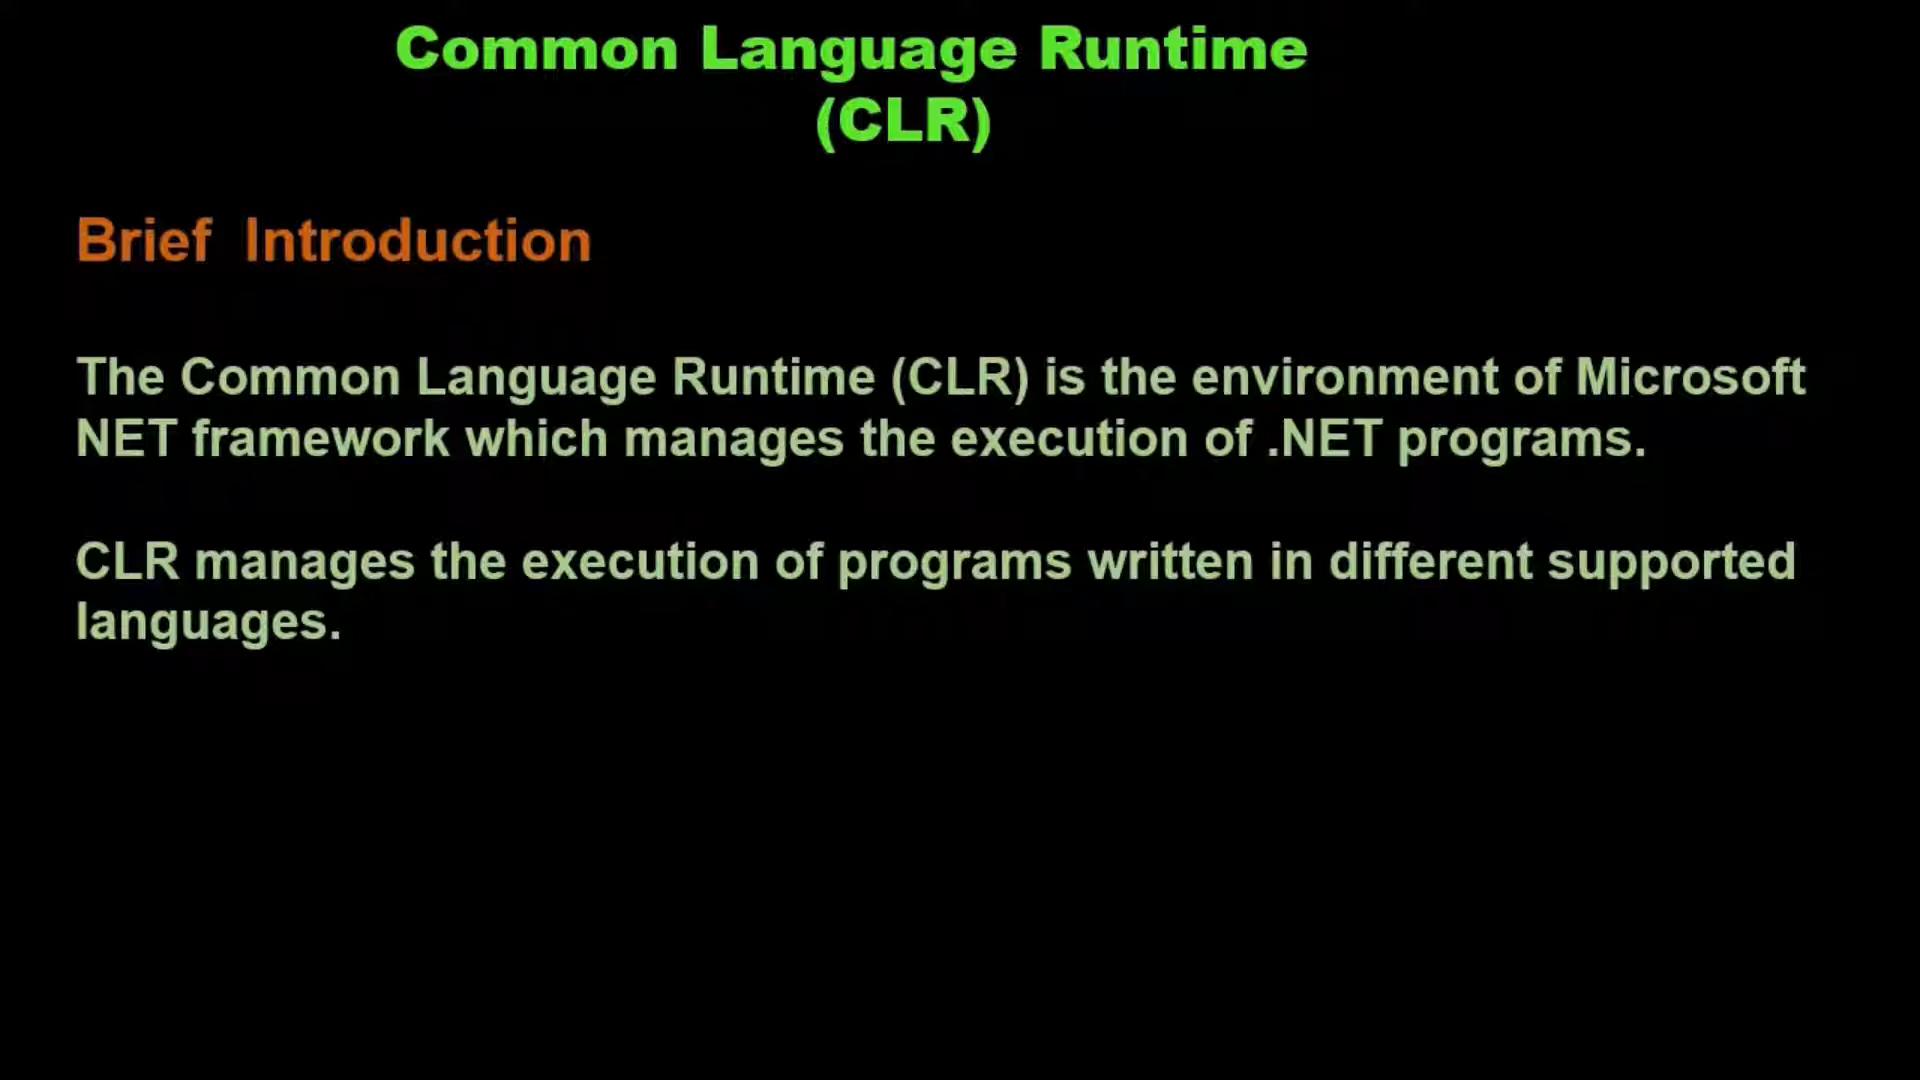 Common Language Runtime
(CLR)
Brief Introduction
The Common Language Runtime (CLR) is the environment of Microsoft
NET framework which manages the execution of .NET programs.
CLR manages the execution of programs written in different supported
languages.